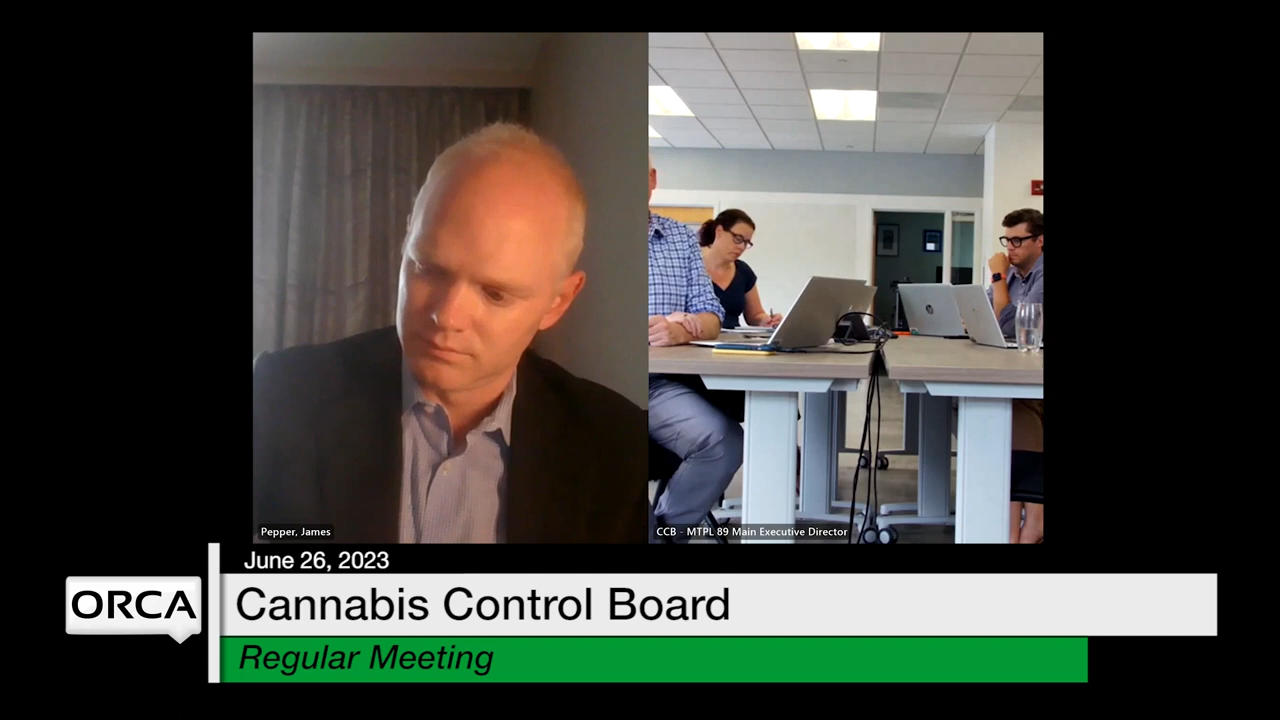 Pepper, James
CCB - MTPL 89 Main Executive Director
June 26, 2023
ORCA
Cannabis Control Board
Regular Meeting